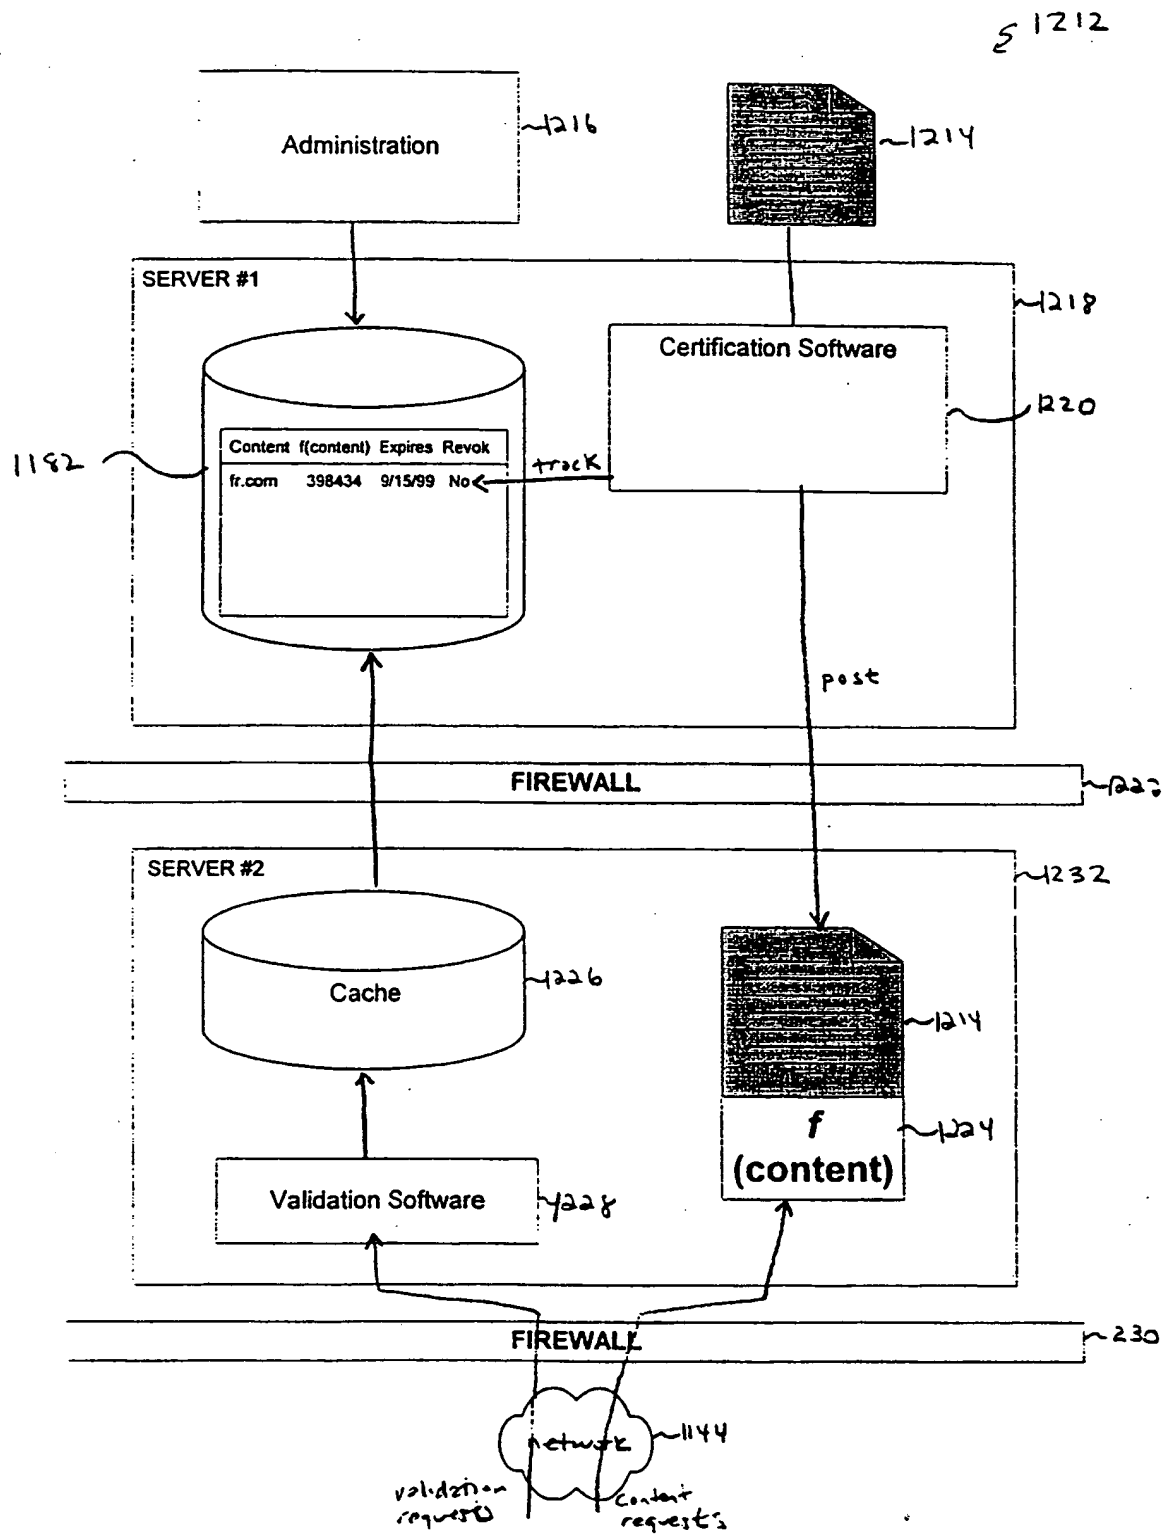 1212
Administration
1216
1214
SERVER #1
1218
Certification Software
1220
1182
Content f(content) Expires Revok
fr.com 398434 9/15/99 No
track
post
FIREWALL
SERVER #2
1232
Cache
1226
1214
f
(content)
1224
Validation Software
1228
FIREWALL
230
network
1144
validation
requests
content
requests